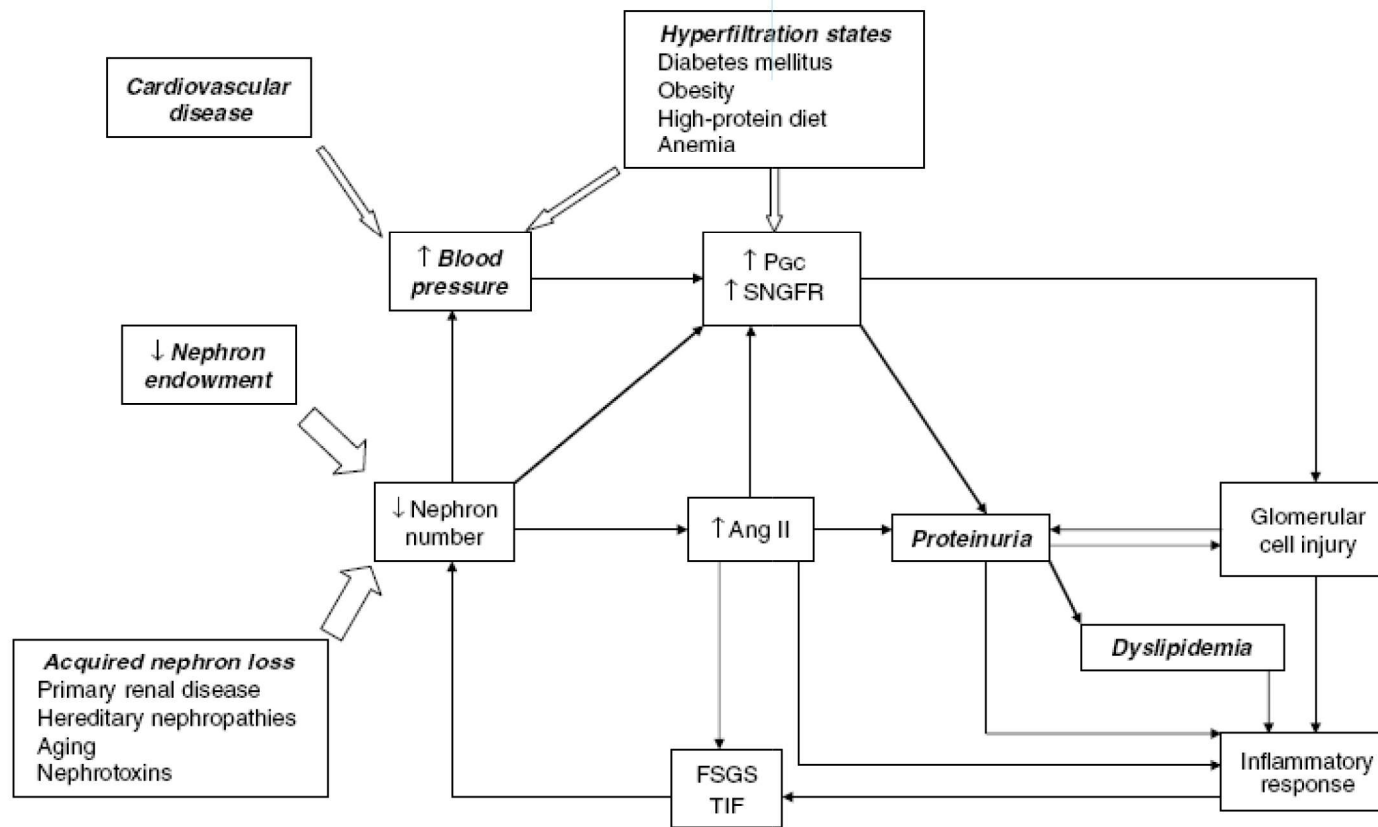 Hyperfiltration states
Diabetes mellitus
Obesity
High-protein diet
Anemia
Cardiovascular
disease
↑ Blood
pressure
↑ PGC
↑ SNGFR
↓ Nephron
endowment
↓ Nephron
number
↑ Ang II
Proteinuria
Glomerular
cell injury
Dyslipidemia
Acquired nephron loss
Primary renal disease
Hereditary nephropathies
Aging
Nephrotoxins
FSGS
TIF
Inflammatory
response